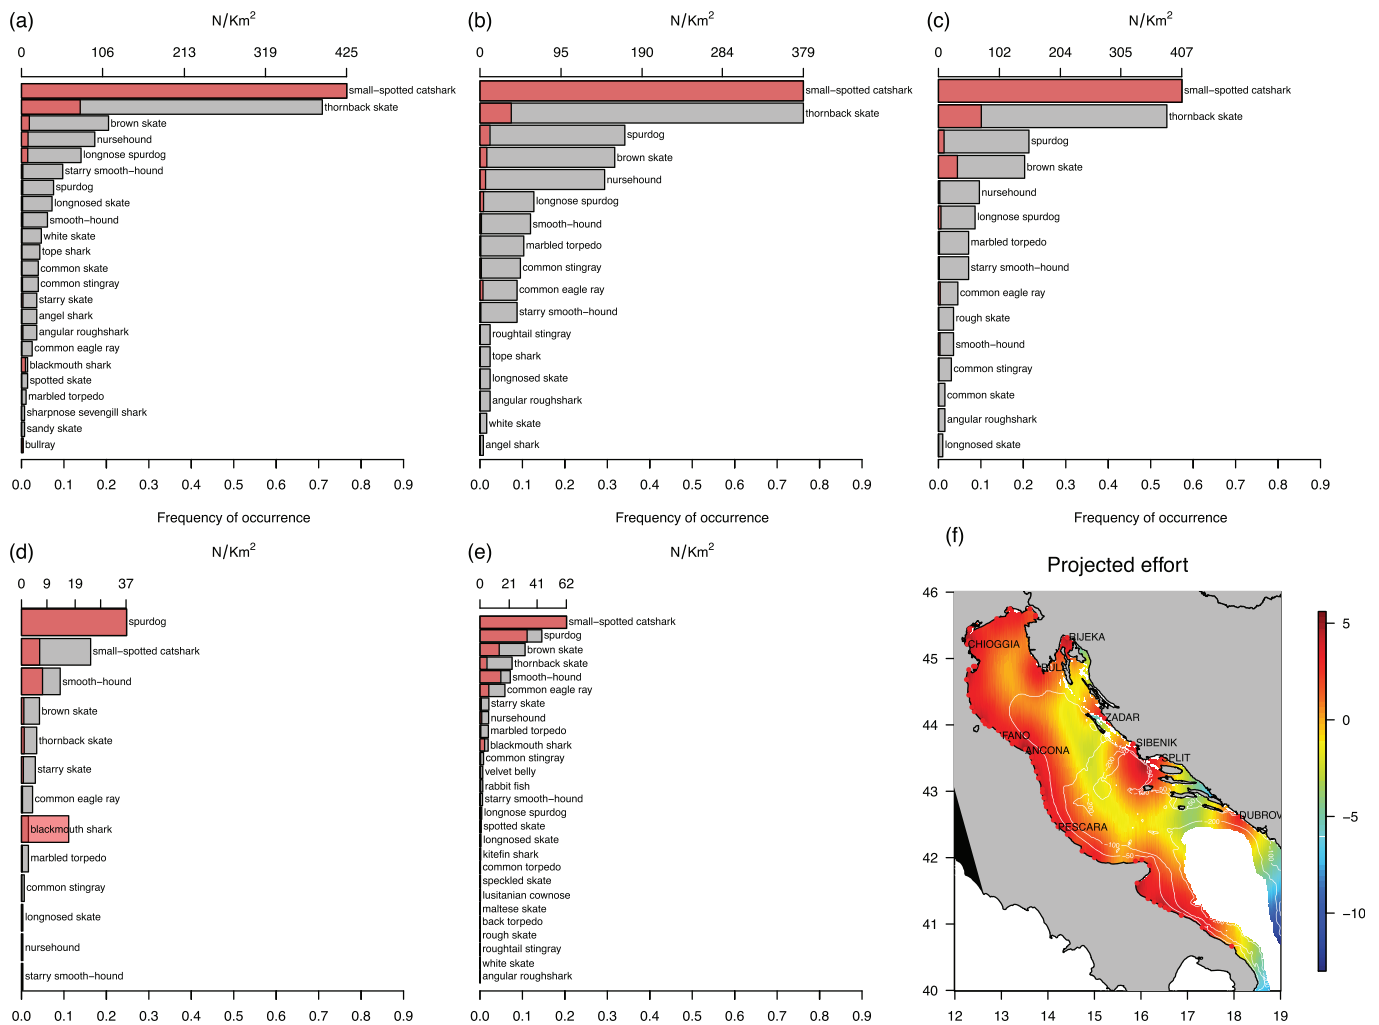 (a)
N/Km2
0 106 213 319 425
small−spotted catshark
thornback skate
brown skate
nursehound
longnose spurdog
starry smooth−hound
spurdog
longnosed skate
smooth−hound
white skate
tope shark
common skate
common stingray
starry skate
angel shark
angular roughshark
common eagle ray
blackmouth shark
spotted skate
marbled torpedo
sharpnose sevengill shark
sandy skate
bullray
0.0 0.1 0.2 0.3 0.4 0.5 0.6 0.7 0.8 0.9
Frequency of occurrence
(b)
N/Km2
0 95 190 284 379
small−spotted catshark
thornback skate
spurdog
brown skate
nursehound
longnose spurdog
smooth−hound
marbled torpedo
common stingray
common eagle ray
starry smooth−hound
roughtail stingray
tope shark
longnosed skate
angular roughshark
white skate
angel shark
0.0 0.1 0.2 0.3 0.4 0.5 0.6 0.7 0.8 0.9
Frequency of occurrence
(c)
N/Km2
0 102 204 305 407
small−spotted catshark
thornback skate
spurdog
brown skate
nursehound
longnose spurdog
marbled torpedo
starry smooth−hound
common eagle ray
rough skate
smooth−hound
common stingray
common skate
angular roughshark
longnosed skate
0.0 0.1 0.2 0.3 0.4 0.5 0.6 0.7 0.8 0.9
Frequency of occurrence
(d)
N/Km2
0 9 19 37
spurdog
small−spotted catshark
smooth−hound
brown skate
thornback skate
starry skate
common eagle ray
blackmouth shark
marbled torpedo
common stingray
longnosed skate
nursehound
starry smooth−hound
0.0 0.1 0.2 0.3 0.4 0.5 0.6 0.7 0.8 0.9
(e)
N/Km2
0 21 41 62
small−spotted catshark
spurdog
brown skate
thornback skate
smooth−hound
common eagle ray
starry skate
nursehound
marbled torpedo
blackmouth shark
common stingray
velvet belly
rabbit fish
starry smooth−hound
longnose spurdog
spotted skate
longnosed skate
kitefin shark
common torpedo
speckled skate
lusitanian cownose
maltese skate
back torpedo
rough skate
roughtail stingray
white skate
angular roughshark
0.0 0.1 0.2 0.3 0.4 0.5 0.6 0.7 0.8 0.9
(f)
Projected effort
46
45
44
43
42
41
40
RIJEKA
CHIOGGIA
PULA
ZADAR
FANO
ANCONA
SIBENIK
SPLIT
PESCARA
DUBROV
−100
−50
12 13 14 15 16 17 18 19
5
0
−5
−10